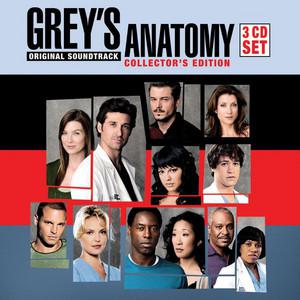 GREY'S
ANATOMY
3 CD
SET
ORIGINAL SOUNDTRACK
COLLECTOR'S EDITION